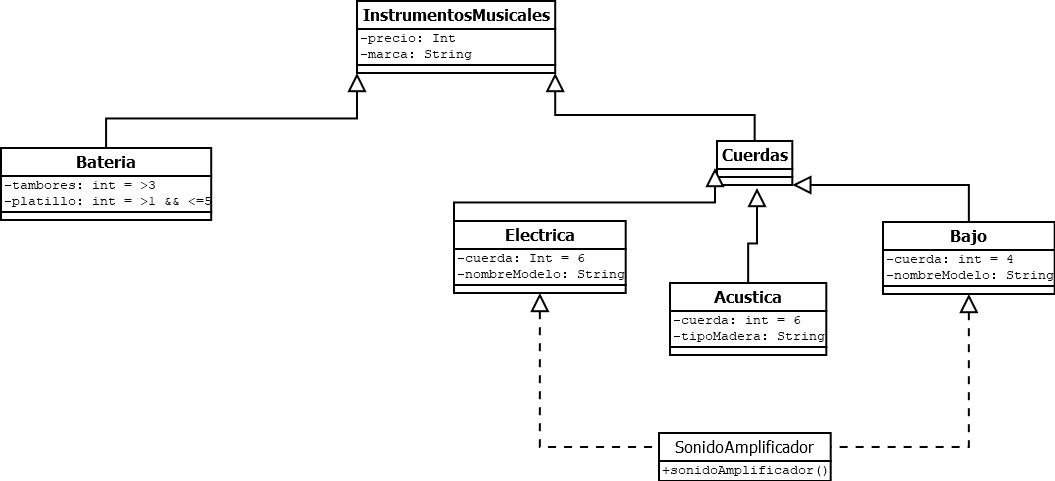 InstrumentosMusicales
-precio: Int
-marca: String
Bateria
-tambores: int = >3
-platillo: int = >1 && <=5
Cuerdas
Electrica
-cuerda: Int = 6
-nombreModelo: String
Acustica
-cuerda: int = 6
-tipoMadera: String
Bajo
-cuerda: int = 4
-nombreModelo: String
SonidoAmplificador
+sonidoAmplificador()